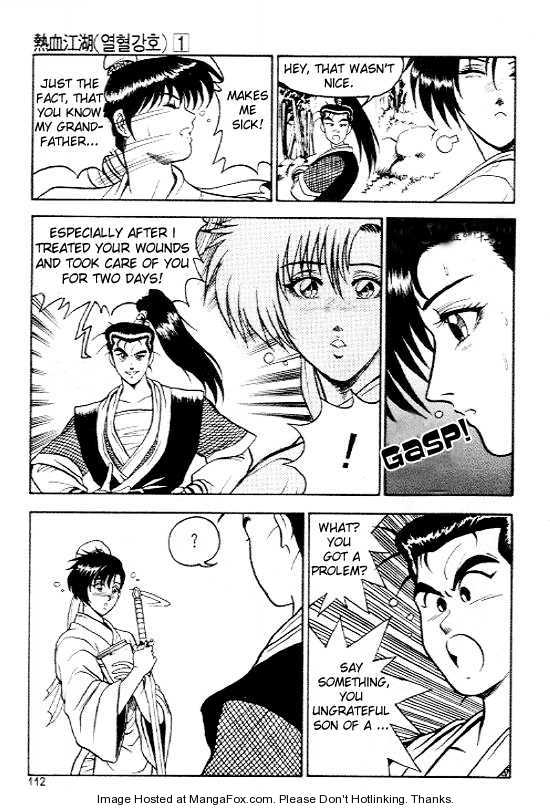 熱血江湖(열혈강호) 1
JUST THE
FACT, THAT
YOU KNOW
MY GRAND-
FATHER...
MAKES
ME
SICK!
HEY, THAT WASN'T
NICE.
ESPECIALLY AFTER I
TREATED YOUR WOUNDS
AND TOOK CARE OF YOU
FOR TWO DAYS!
!
GASP!
?
WHAT?
YOU
GOT A
PROLEM?
SAY
SOMETHING,
YOU
UNGRATEFUL
SON OF A ...
112
Image Hosted at MangaFox.com. Please Don't Hotlinking. Thanks.